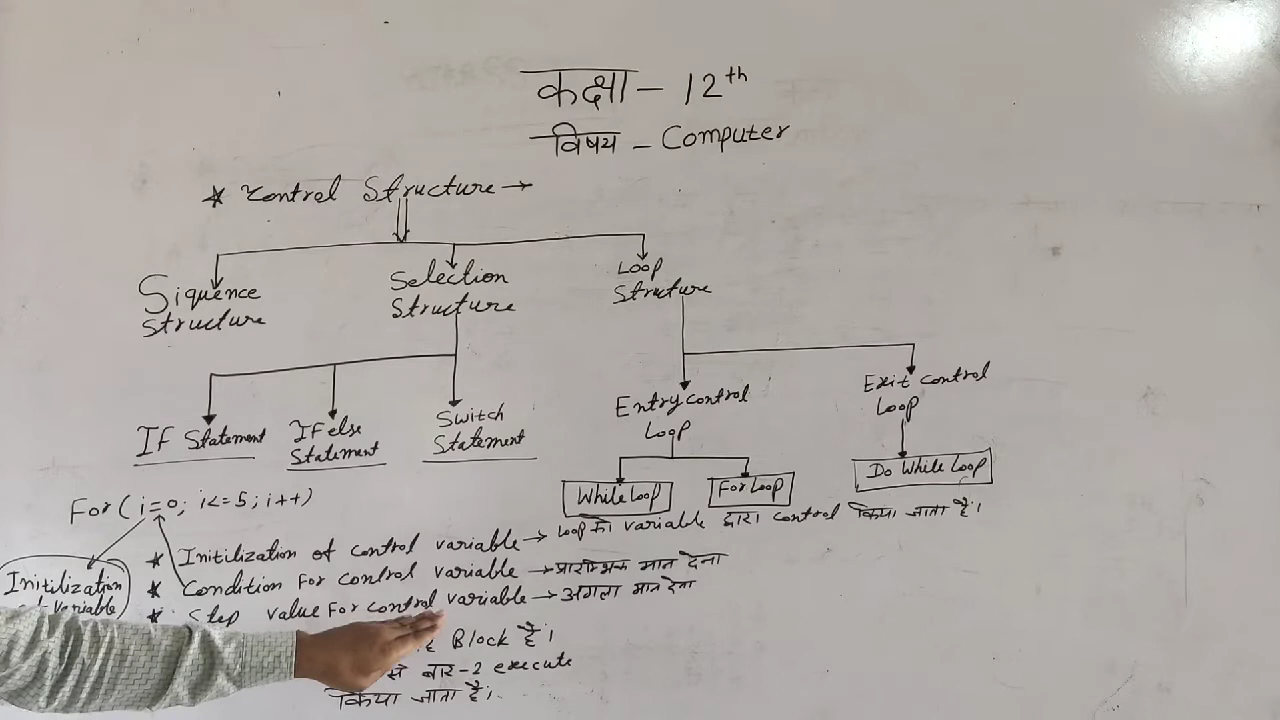 कक्षा - 12th
विषय - Computer
* Control Structure →
Siquence Structure
Selection Structure
Loop Structure
IF Statement
IF else Statement
Switch Statement
Entry control Loop
Exit control Loop
While Loop
For Loop
Do While Loop
For ( i=0; i<=5; i++)
* Initilization of control variable → Loop को variable द्वारा control किया जाता है।
* Condition For control variable → प्रारम्भिक मान देना
* Step value For control variable → अगला मान देना
Initilization
variable
Block है।
से बार-2 execute
किया जाता है।